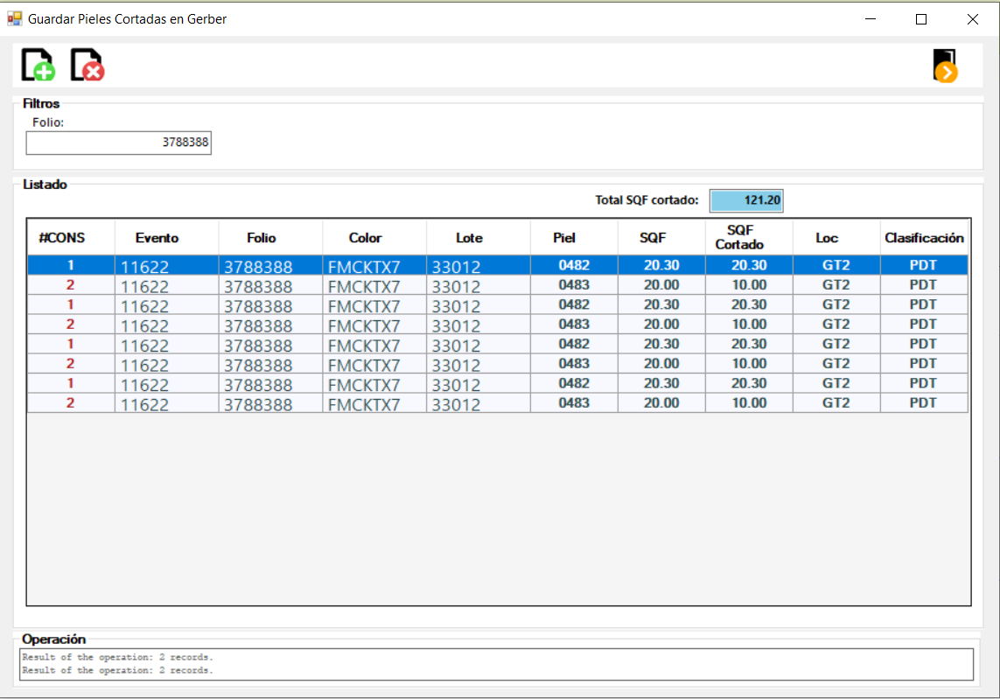 Guardar Pieles Cortadas en Gerber
Filtros
Folio:
3788388
Listado
Total SQF cortado: 121.20
#CONS Evento Folio Color Lote Piel SQF SQF Cortado Loc Clasificación
1 11622 3788388 FMCKTX7 33012 0482 20.30 20.30 GT2 PDT
2 11622 3788388 FMCKTX7 33012 0483 20.00 10.00 GT2 PDT
1 11622 3788388 FMCKTX7 33012 0482 20.30 20.30 GT2 PDT
2 11622 3788388 FMCKTX7 33012 0483 20.00 10.00 GT2 PDT
1 11622 3788388 FMCKTX7 33012 0482 20.30 20.30 GT2 PDT
2 11622 3788388 FMCKTX7 33012 0483 20.00 10.00 GT2 PDT
1 11622 3788388 FMCKTX7 33012 0482 20.30 20.30 GT2 PDT
2 11622 3788388 FMCKTX7 33012 0483 20.00 10.00 GT2 PDT
Operación
Result of the operation: 2 records.
Result of the operation: 2 records.